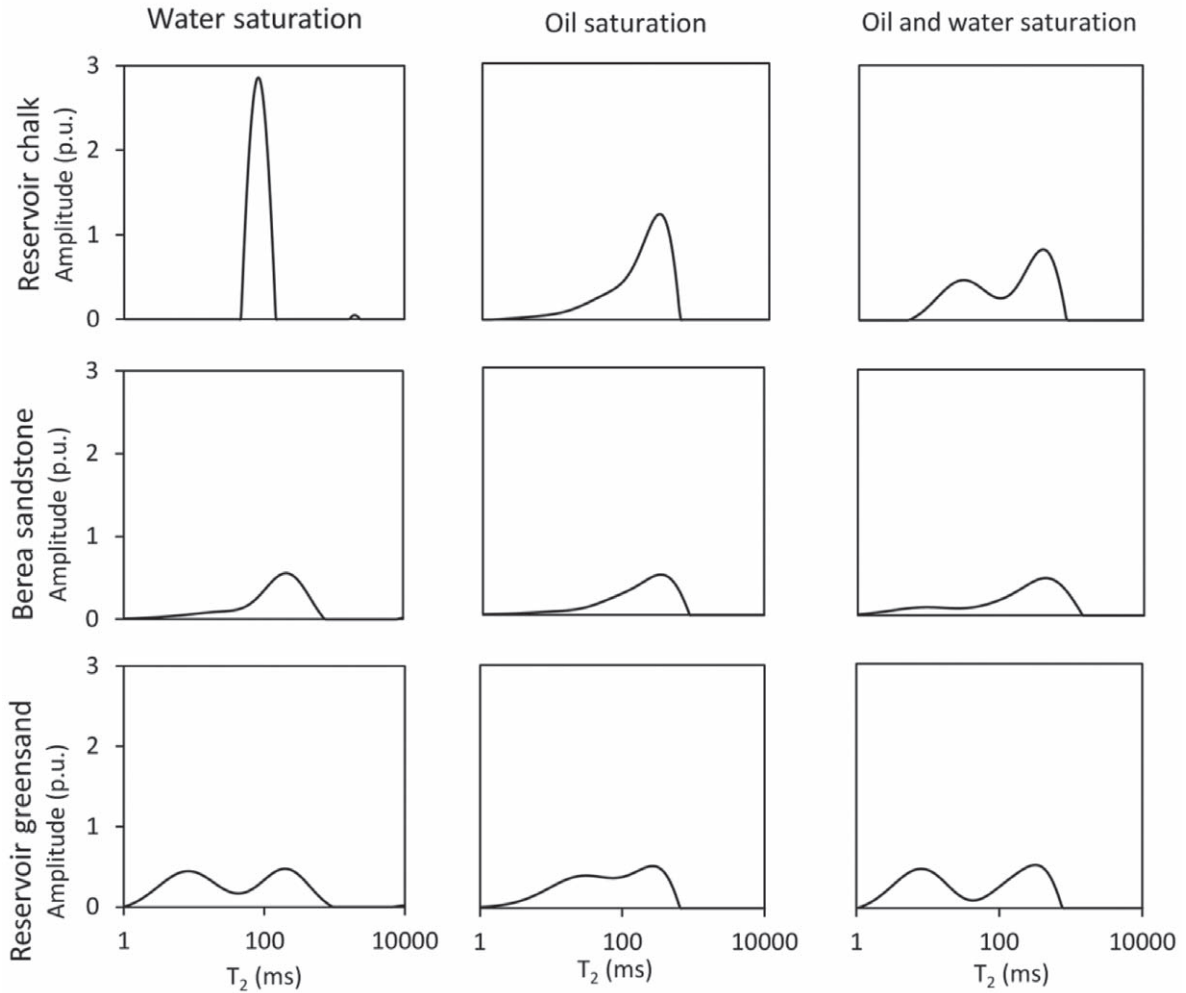 Water saturation
Oil saturation
Oil and water saturation
Reservoir chalk
Amplitude (p.u.)
3
2
1
0
Berea sandstone
Amplitude (p.u.)
3
2
1
0
Reservoir greensand
Amplitude (p.u.)
3
2
1
0
1
100
10000
T₂ (ms)
1
100
10000
T₂ (ms)
1
100
10000
T₂ (ms)